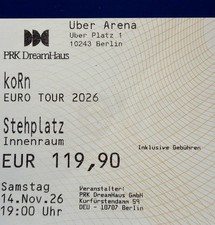 Uber Arena
Uber Platz 1
10243 Berlin
PRK DreamHaus
koRn
EURO TOUR 2026
Stehplatz
Innenraum
Inklusive Gebühren
EUR 119,90
Samstag
14.Nov.26
19:00 Uhr
Veranstalter:
PRK DreamHaus GmbH
Kurfürstendamm 59
DEU - 10707 Berlin